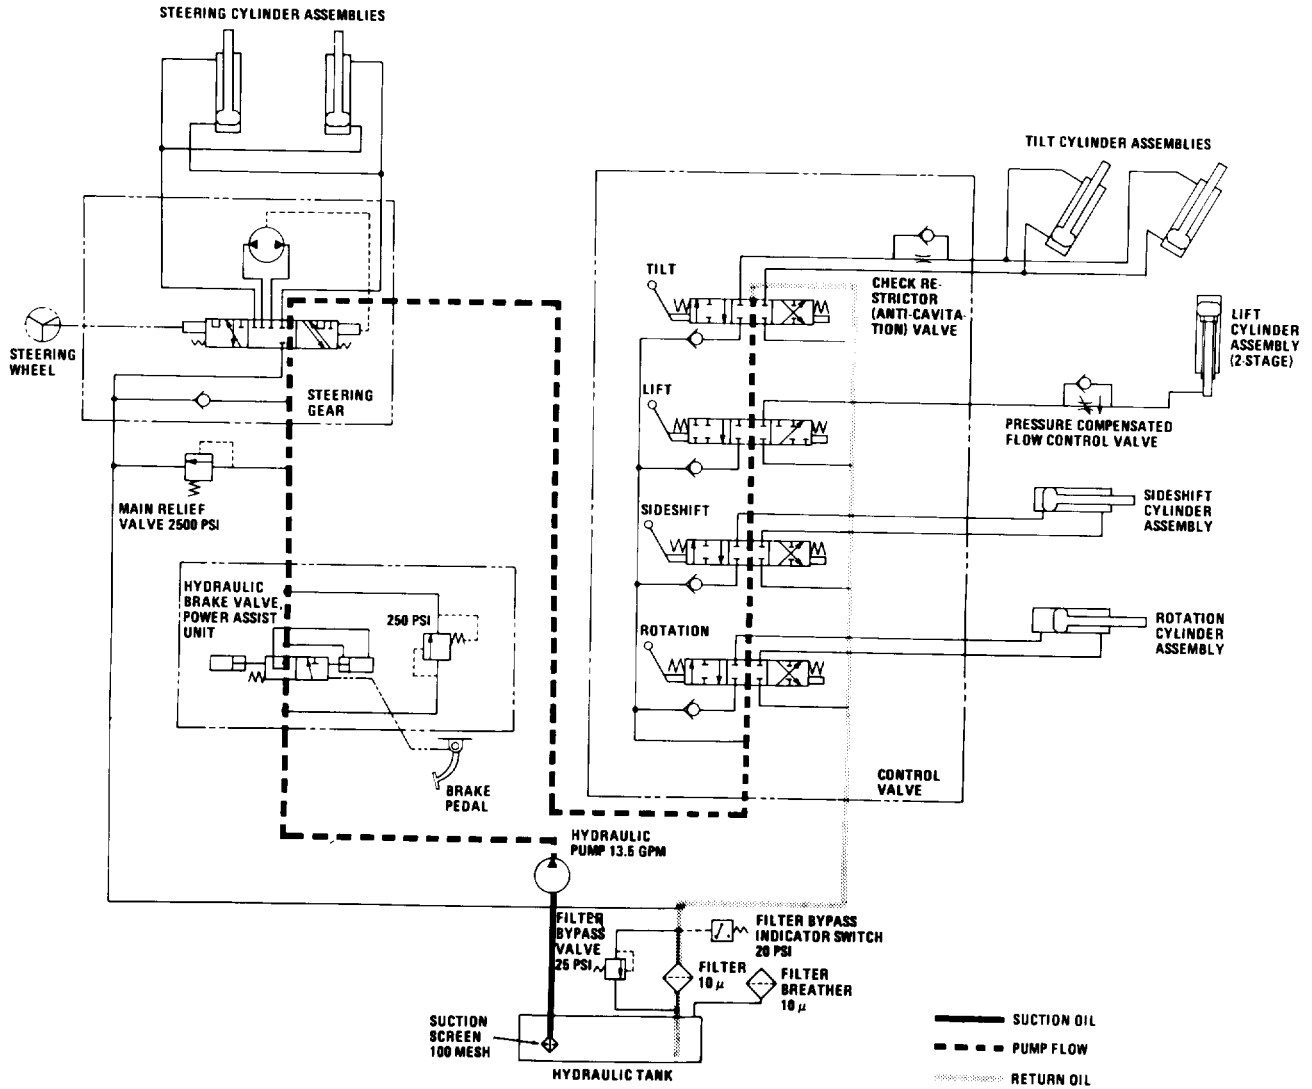 STEERING CYLINDER ASSEMBLIES
TILT CYLINDER ASSEMBLIES
TILT
CHECK RE-
STRICTOR
(ANTI-CAVITA-
TION) VALVE
LIFT
CYLINDER
ASSEMBLY
(2-STAGE)
STEERING
WHEEL
STEERING
GEAR
LIFT
PRESSURE COMPENSATED
FLOW CONTROL VALVE
MAIN RELIEF
VALVE 2500 PSI
SIDESHIFT
SIDESHIFT
CYLINDER
ASSEMBLY
HYDRAULIC
BRAKE VALVE,
POWER ASSIST
UNIT
250 PSI
ROTATION
ROTATION
CYLINDER
ASSEMBLY
BRAKE
PEDAL
CONTROL
VALVE
HYDRAULIC
PUMP 13.5 GPM
FILTER
BYPASS
VALVE
25 PSI
FILTER BYPASS
INDICATOR SWITCH
20 PSI
FILTER
10 μ
FILTER
BREATHER
10 μ
SUCTION
SCREEN
100 MESH
HYDRAULIC TANK
SUCTION OIL
PUMP FLOW
RETURN OIL